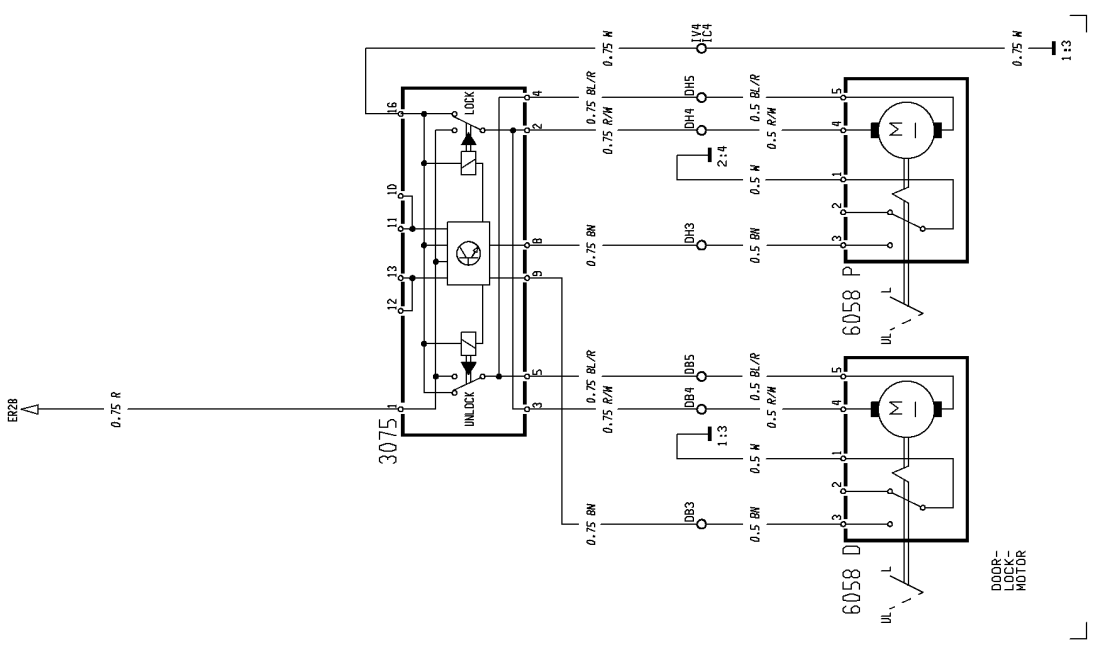 0.75 W
IV4
IC4
0.75 W
1:3
0.75 BL/R
DH5
0.5 BL/R
0.75 R/W
DH4
0.5 R/W
2:4
0.5 W
0.75 BN
DH3
0.5 BN
16
10
11
13
12
1
LOCK
UNLOCK
4
2
8
9
5
3
3075
ER2B
0.75 R
5
4
1
2
3
M
6058 P
L
UL
0.75 BL/R
DB5
0.5 BL/R
0.75 R/W
DB4
0.5 R/W
1:3
0.5 W
0.75 BN
DB3
0.5 BN
5
4
1
2
3
M
6058 D
L
UL
DOOR-
LOCK-
MOTOR